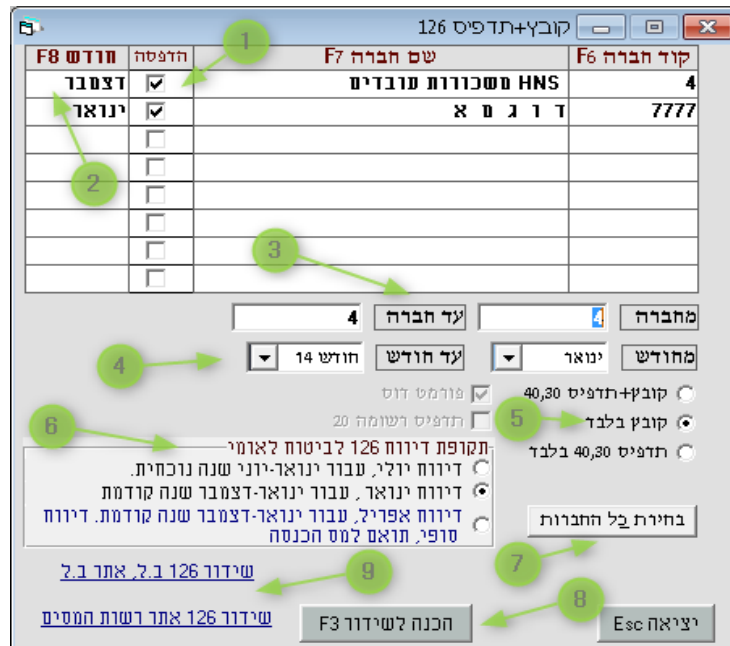 קובץ+תדפיס 126
קוד חברה F6 שם חברה F7 הדפסה חודש F8
4 HNS משכורות עובדים דצמבר
7777 ד ו ג מ א ינואר
1
2
3
מחברה 4 עד חברה 4
מחודש ינואר עד חודש חודש 14
4
קובץ+תדפיס 40,30 פורמט דוס
קובץ בלבד 5 תדפיס רשומה 20
תדפיס 40,30 בלבד
6
תקופת דיווח 126 לביטוח לאומי
דיווח יולי, עבור ינואר-יוני שנה נוכחית.
דיווח ינואר , עבור ינואר-דצמבר שנה קודמת
דיווח אפריל, עבור ינואר-דצמבר שנה קודמת. דיווח
סופי, תואם למס הכנסה
בחירת כל החברות
7
שידור 126 ב.ל, אתר ב.ל
9
8
יציאה Esc הכנה לשידור F3 שידור 126 אתר רשות המסים